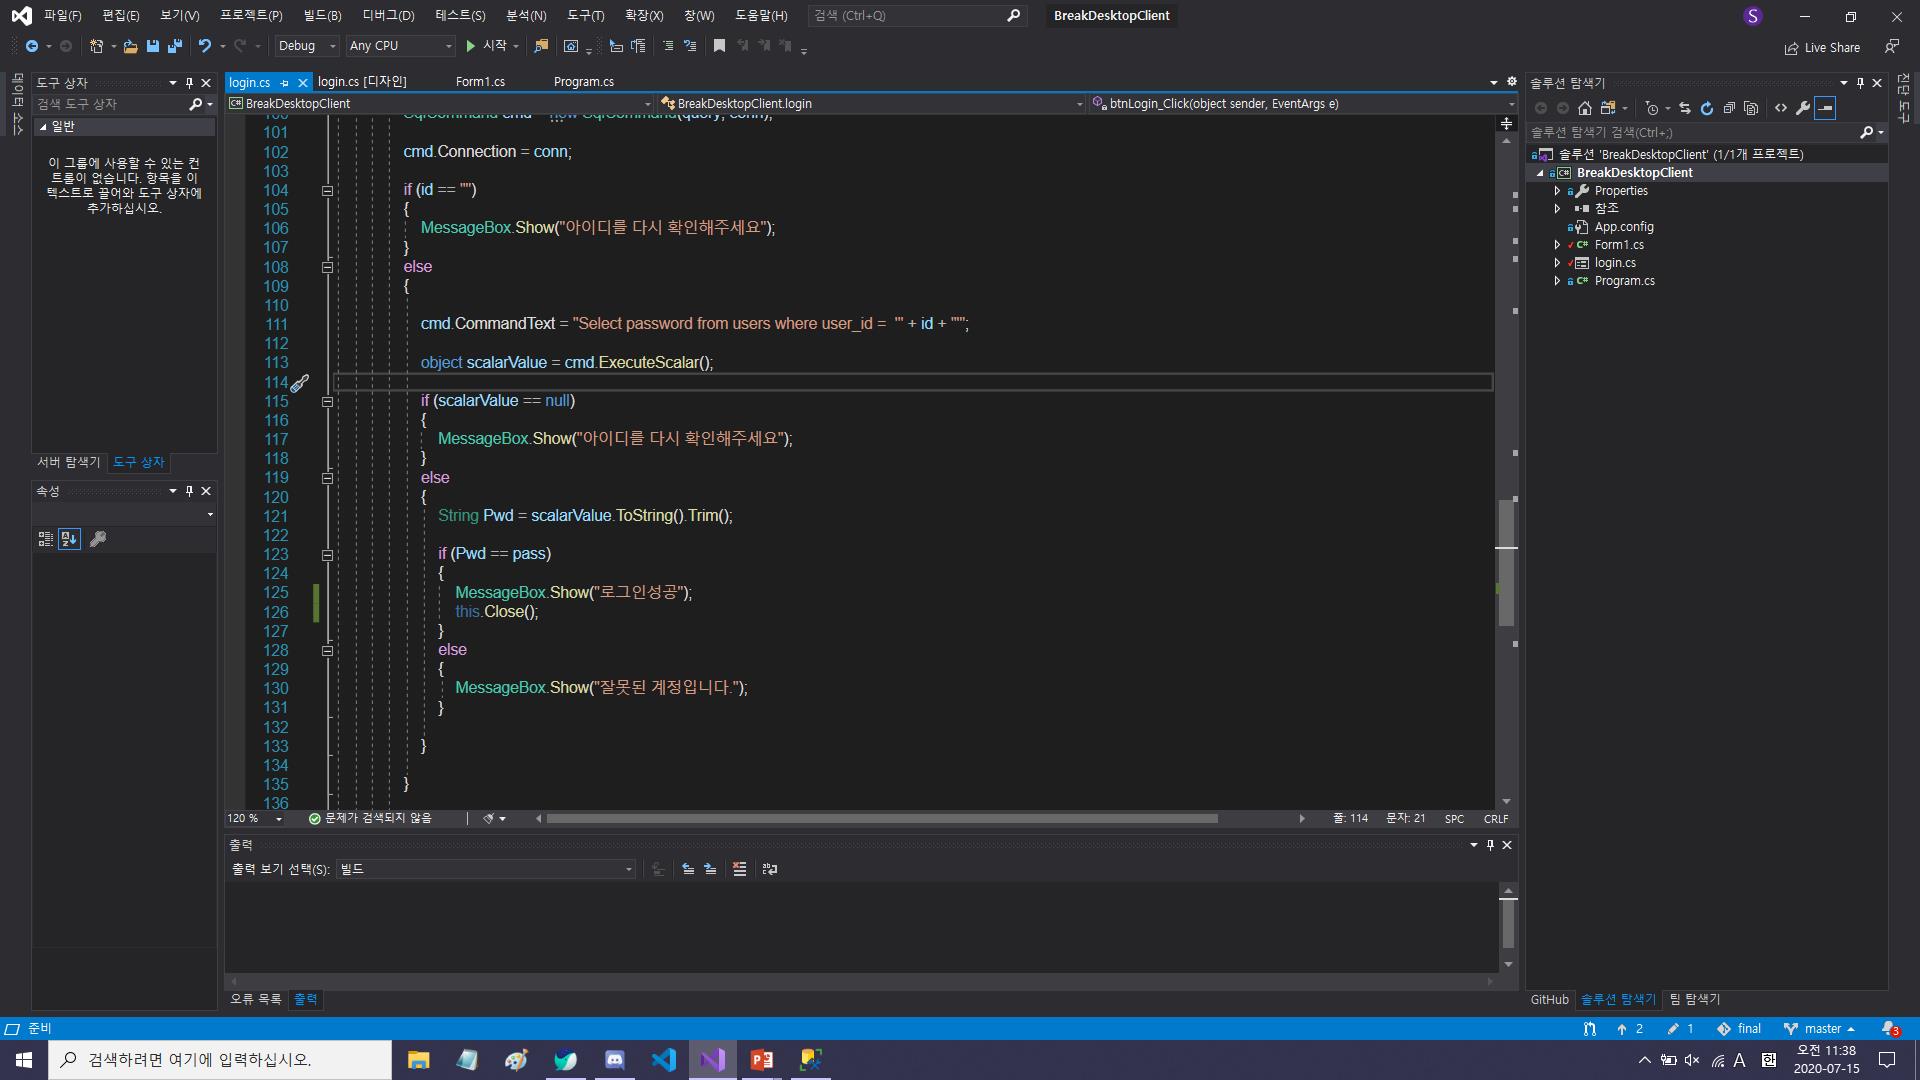 파일(F) 편집(E) 보기(V) 프로젝트(P) 빌드(B) 디버그(D) 테스트(S) 분석(N) 도구(T) 확장(X) 창(W) 도움말(H) 검색 (Ctrl+Q) BreakDesktopClient S
Debug Any CPU 시작 Live Share
데이터 소스
도구 상자
검색 도구 상자
일반
이 그룹에 사용할 수 있는 컨
트롤이 없습니다. 항목을 이
텍스트로 끌어와 도구 상자에
추가하십시오.
서버 탐색기 도구 상자
속성
login.cs login.cs [디자인] Form1.cs Program.cs
BreakDesktopClient BreakDesktopClient.login btnLogin_Click(object sender, EventArgs e)
100 SqlCommand cmd = new SqlCommand(query, conn);
101
102 cmd.Connection = conn;
103
104 if (id == "")
105 {
106 MessageBox.Show("아이디를 다시 확인해주세요");
107 }
108 else
109 {
110
111 cmd.CommandText = "Select password from users where user_id =  '" + id + "'";
112
113 object scalarValue = cmd.ExecuteScalar();
114
115 if (scalarValue == null)
116 {
117 MessageBox.Show("아이디를 다시 확인해주세요");
118 }
119 else
120 {
121 String Pwd = scalarValue.ToString().Trim();
122
123 if (Pwd == pass)
124 {
125 MessageBox.Show("로그인성공");
126 this.Close();
127 }
128 else
129 {
130 MessageBox.Show("잘못된 계정입니다.");
131 }
132
133 }
134
135 }
136
120 % 문제가 검색되지 않음 줄: 114 문자: 21 SPC CRLF
출력
출력 보기 선택(S): 빌드
오류 목록 출력
솔루션 탐색기
솔루션 탐색기 검색(Ctrl+;)
솔루션 'BreakDesktopClient' (1/1개 프로젝트)
BreakDesktopClient
Properties
참조
App.config
Form1.cs
login.cs
Program.cs
GitHub 솔루션 탐색기 팀 탐색기
진단 도구
준비 2 1 final master 3
검색하려면 여기에 입력하십시오.
A 한 오전 11:38
2020-07-15